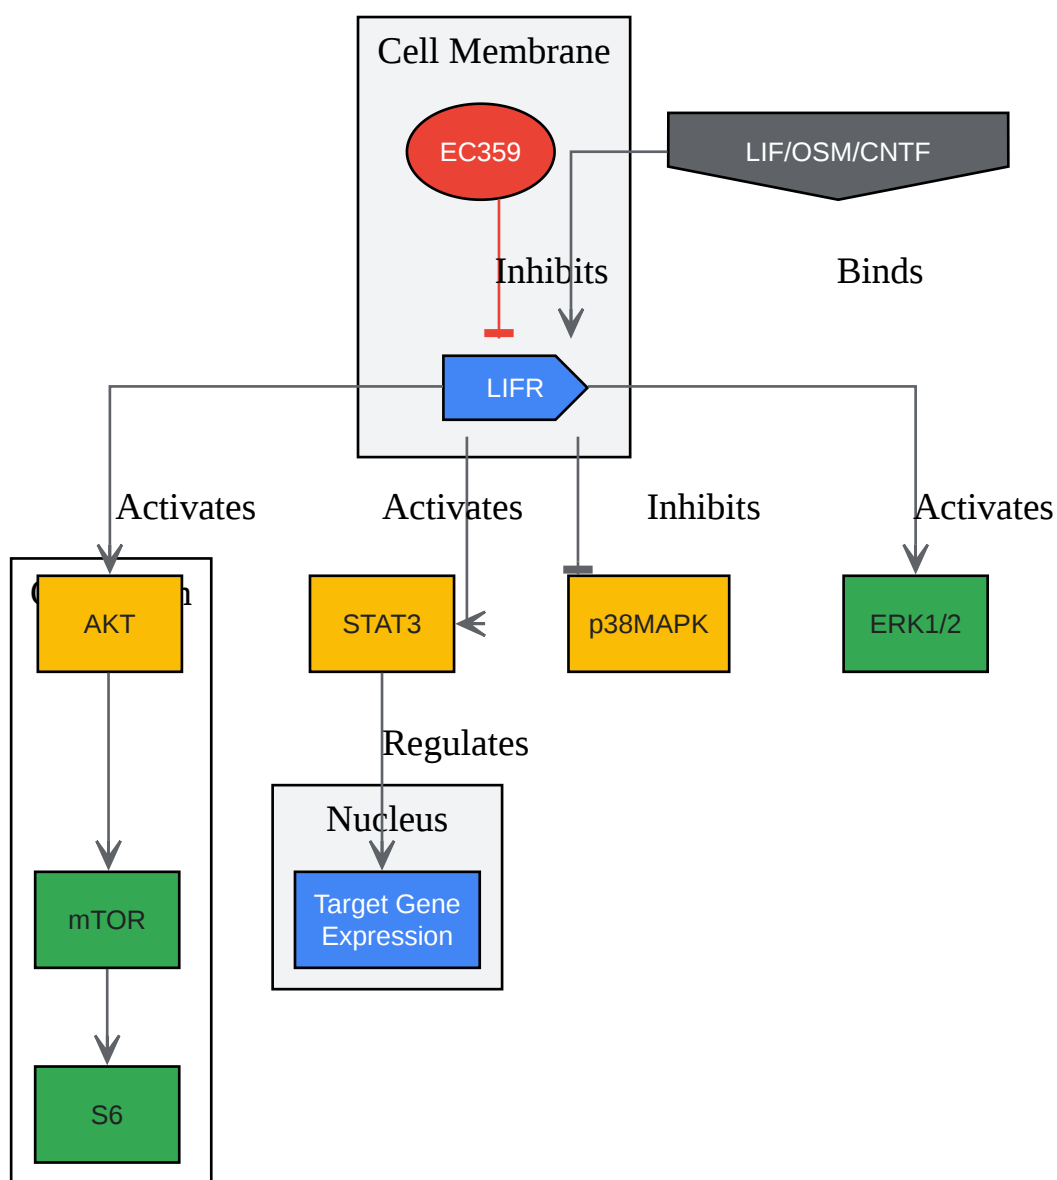 Cell Membrane
EC359
LIF/OSM/CNTF
Inhibits
Binds
LIFR
Activates
Activates
Inhibits
Activates
AKT
STAT3
p38MAPK
ERK1/2
Regulates
Nucleus
mTOR
Target Gene
Expression
S6